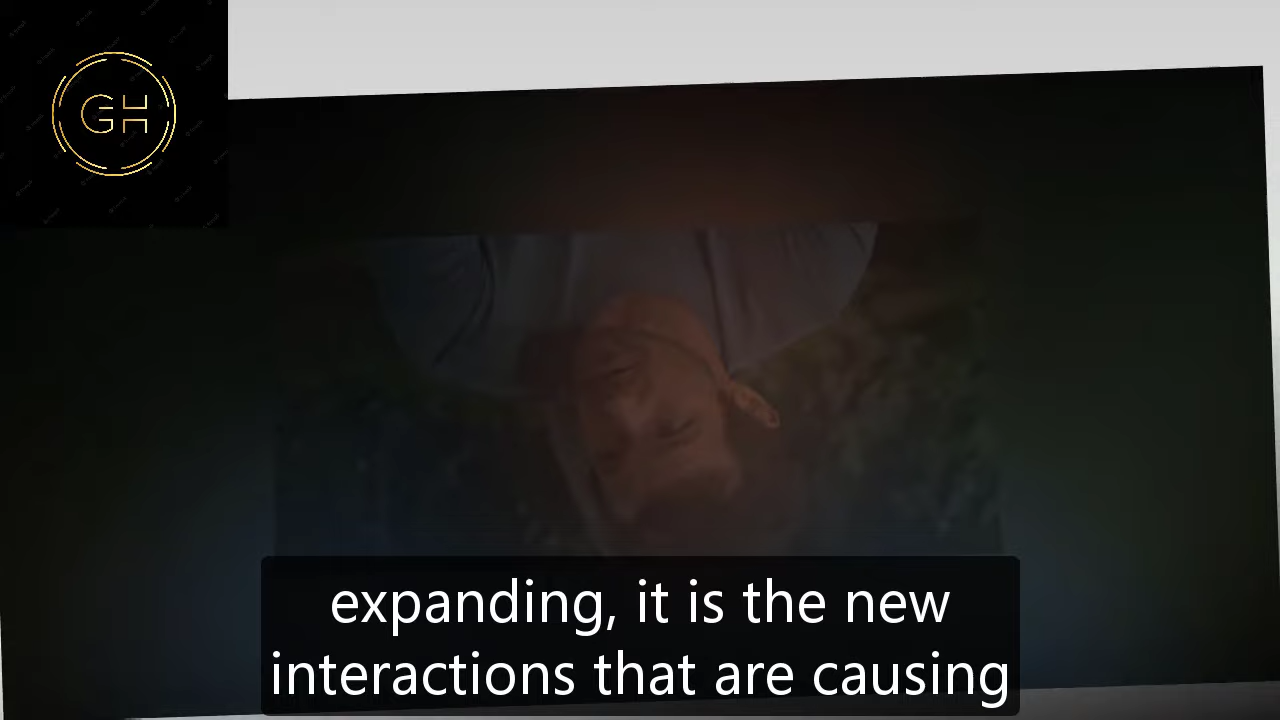 GH
expanding, it is the new
interactions that are causing